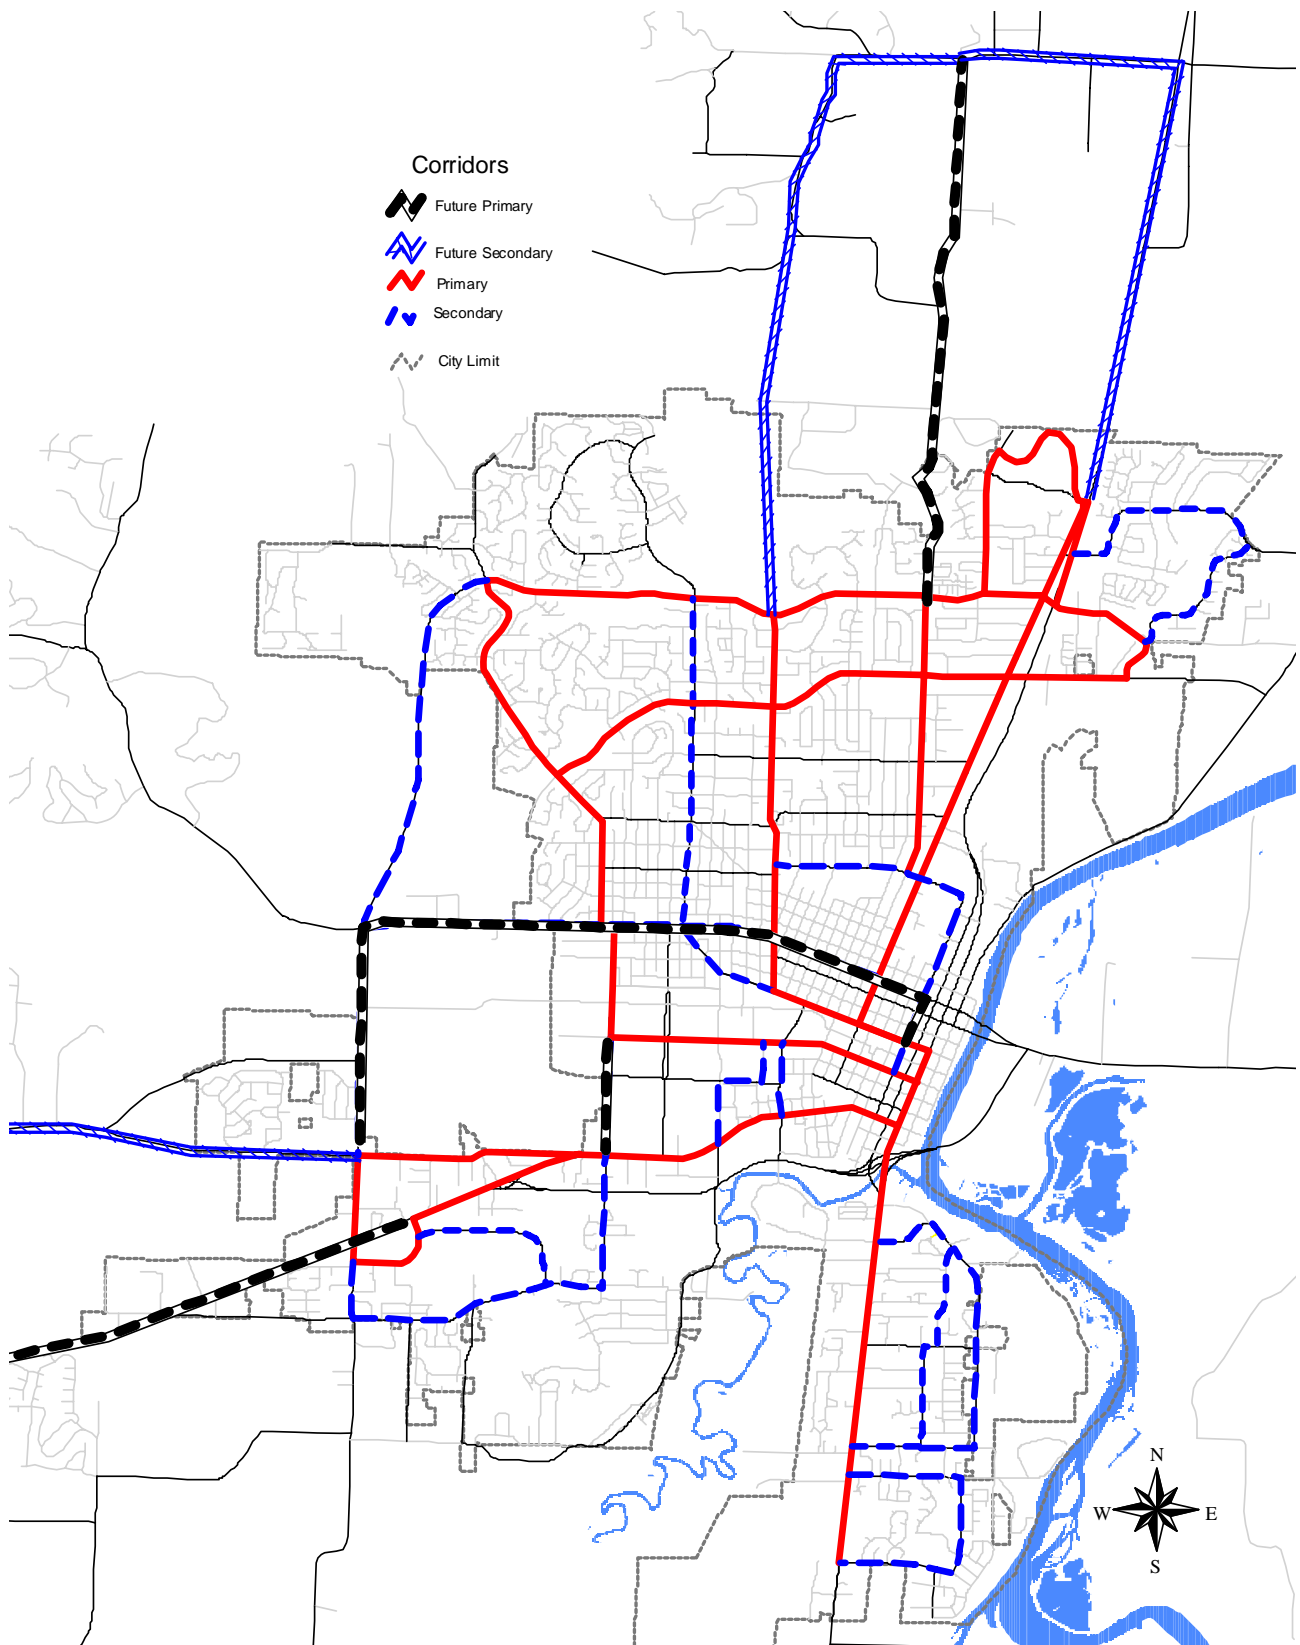 Corridors
Future Primary
Future Secondary
Primary
Secondary
City Limit
N
W
E
S